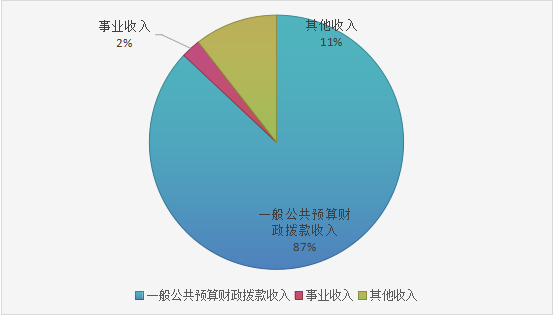 事业收入
2%
其他收入
11%
一般公共预算财
政拨款收入
87%
一般公共预算财政拨款收入 事业收入 其他收入